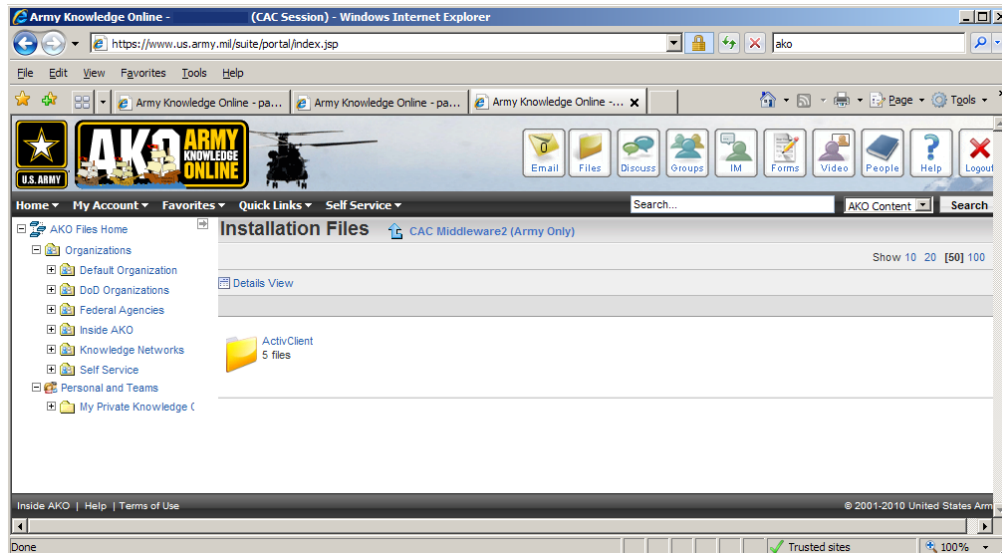 Army Knowledge Online - (CAC Session) - Windows Internet Explorer
https://www.us.army.mil/suite/portal/index.jsp
ako
File Edit View Favorites Tools Help
Army Knowledge Online - pa... Army Knowledge Online - pa... Army Knowledge Online -... Page Tools
U.S.ARMY
AKO ARMY KNOWLEDGE ONLINE
Email Files Discuss Groups IM Forms Video People Help Logout
Home My Account Favorites Quick Links Self Service Search... AKO Content Search
AKO Files Home
Organizations
Default Organization
DoD Organizations
Federal Agencies
Inside AKO
Knowledge Networks
Self Service
Personal and Teams
My Private Knowledge (
Installation Files CAC Middleware2 (Army Only)
Show 10 20 [50] 100
Details View
ActivClient
5 files
Inside AKO | Help | Terms of Use © 2001-2010 United States Arm
Done Trusted sites 100%